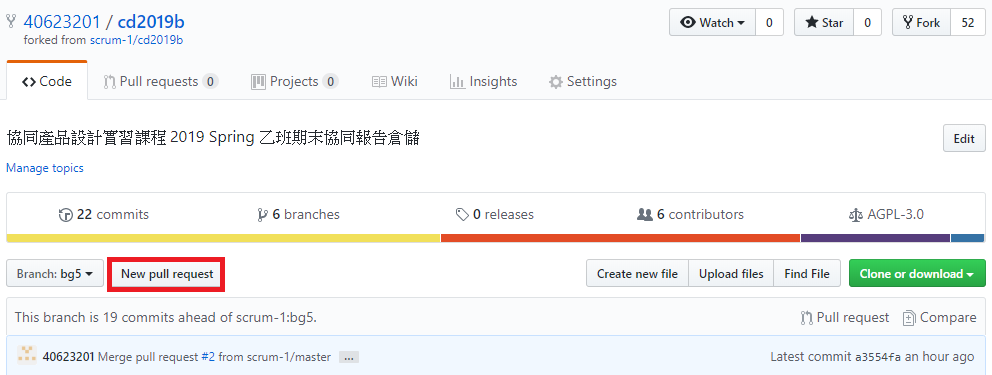 40623201 / cd2019b
forked from scrum-1/cd2019b
Watch 0 Star 0 Fork 52
Code Pull requests 0 Projects 0 Wiki Insights Settings
協同產品設計實習課程 2019 Spring 乙班期末協同報告倉儲
Edit
Manage topics
22 commits 6 branches 0 releases 6 contributors AGPL-3.0
Branch: bg5 New pull request Create new file Upload files Find File Clone or download
This branch is 19 commits ahead of scrum-1:bg5. Pull request Compare
40623201 Merge pull request #2 from scrum-1/master ... Latest commit a3554fa an hour ago